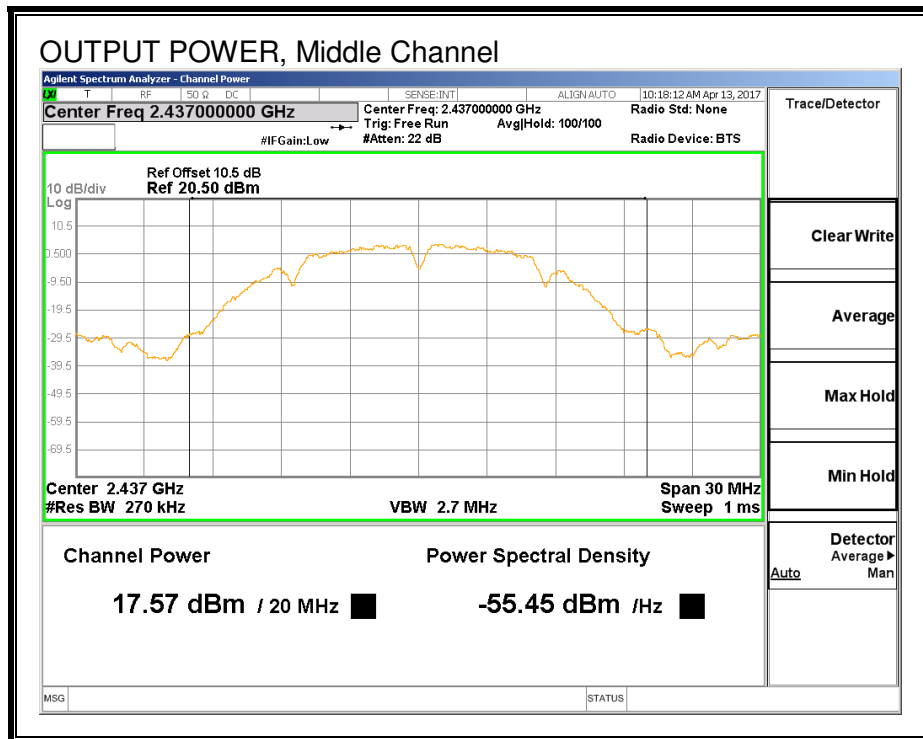 OUTPUT POWER, Middle Channel
Agilent Spectrum Analyzer - Channel Power
LXI T RF 50 Ω DC SENSE:INT ALIGN AUTO 10:18:12 AM Apr 13, 2017
Center Freq 2.437000000 GHz
Center Freq: 2.437000000 GHz Radio Std: None
Trig: Free Run Avg|Hold: 100/100
#IFGain:Low #Atten: 22 dB Radio Device: BTS
Ref Offset 10.5 dB
10 dB/div Ref 20.50 dBm
Log
10.5
0.500
-9.50
-19.5
-29.5
-39.5
-49.5
-59.5
-69.5
Center 2.437 GHz Span 30 MHz
#Res BW 270 kHz VBW 2.7 MHz Sweep 1 ms
Channel Power Power Spectral Density
17.57 dBm / 20 MHz -55.45 dBm /Hz
MSG STATUS
Trace/Detector
Clear Write
Average
Max Hold
Min Hold
Detector
Average▶
Auto Man